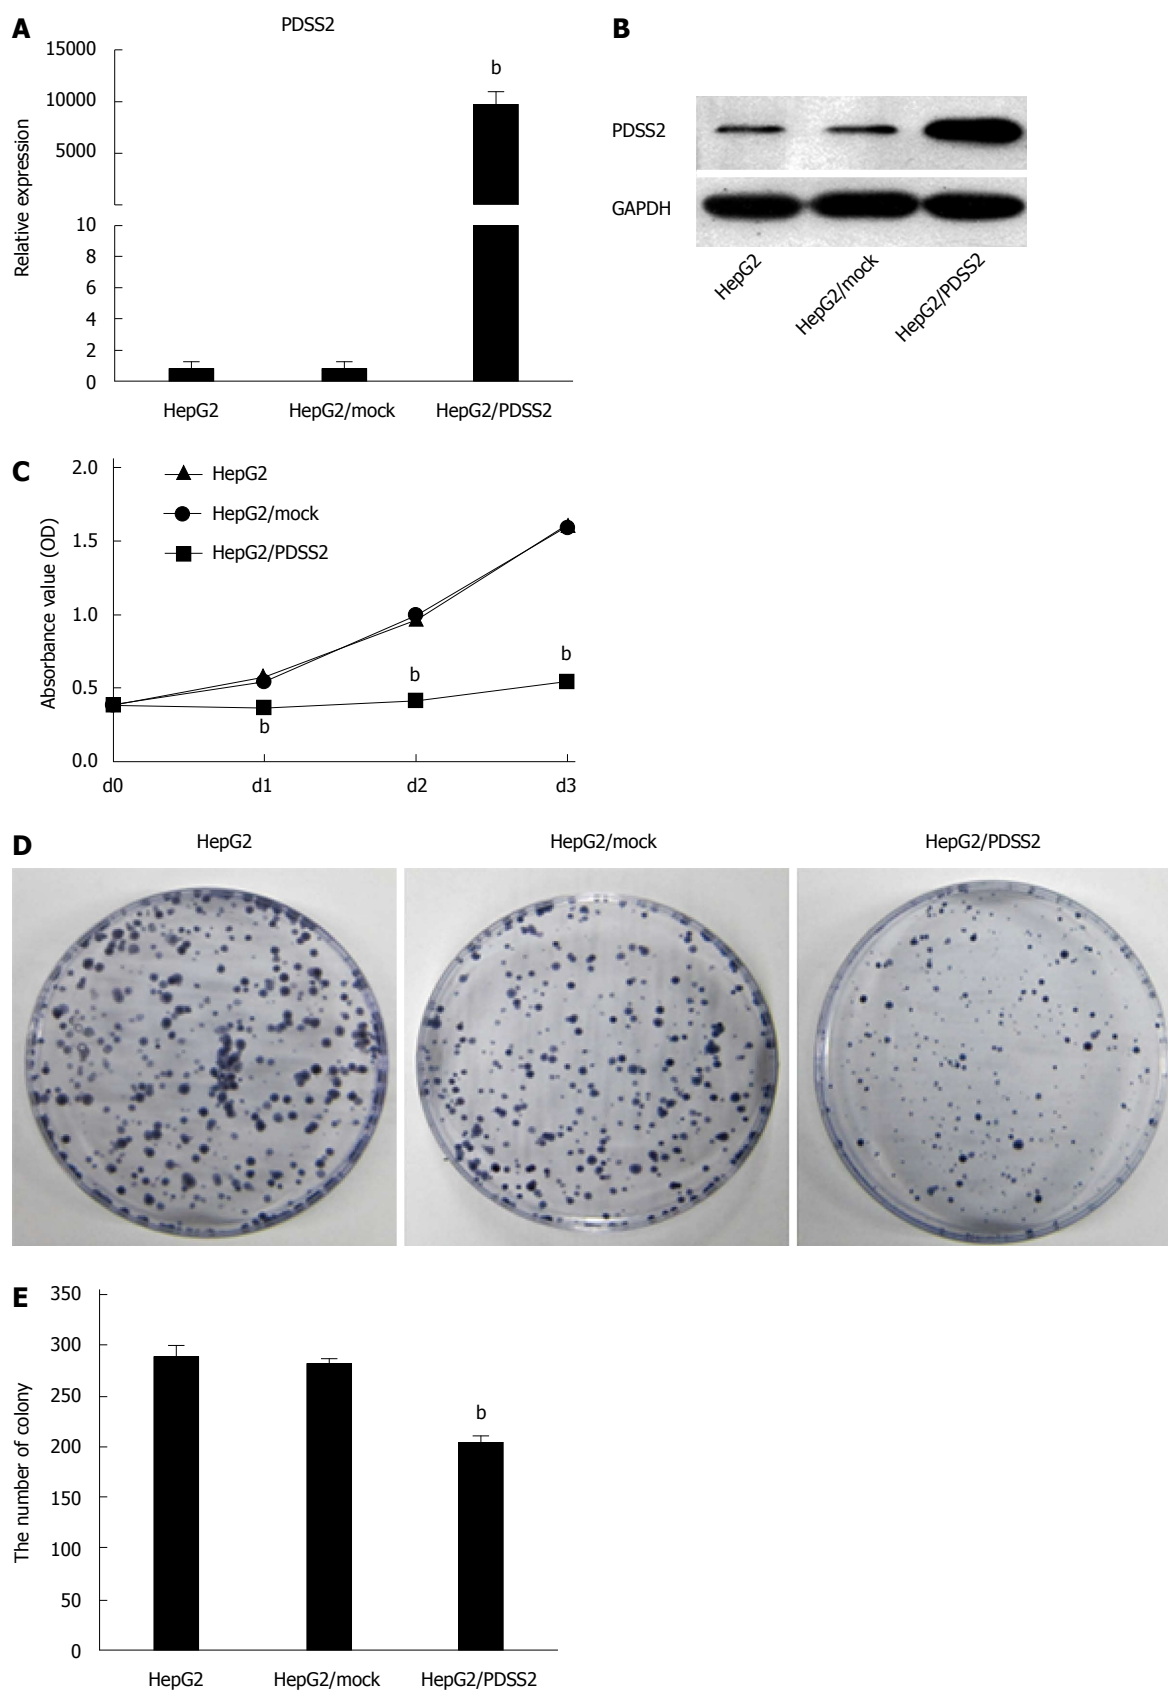 A
PDSS2
Relative expression
15000
10000
5000
10
8
6
4
2
0
b
HepG2
HepG2/mock
HepG2/PDSS2
B
PDSS2
GAPDH
HepG2
HepG2/mock
HepG2/PDSS2
C
Absorbance value (OD)
2.0
1.5
1.0
0.5
0.0
HepG2
HepG2/mock
HepG2/PDSS2
b
b
b
d0
d1
d2
d3
D
HepG2
HepG2/mock
HepG2/PDSS2
E
The number of colony
350
300
250
200
150
100
50
0
b
HepG2
HepG2/mock
HepG2/PDSS2